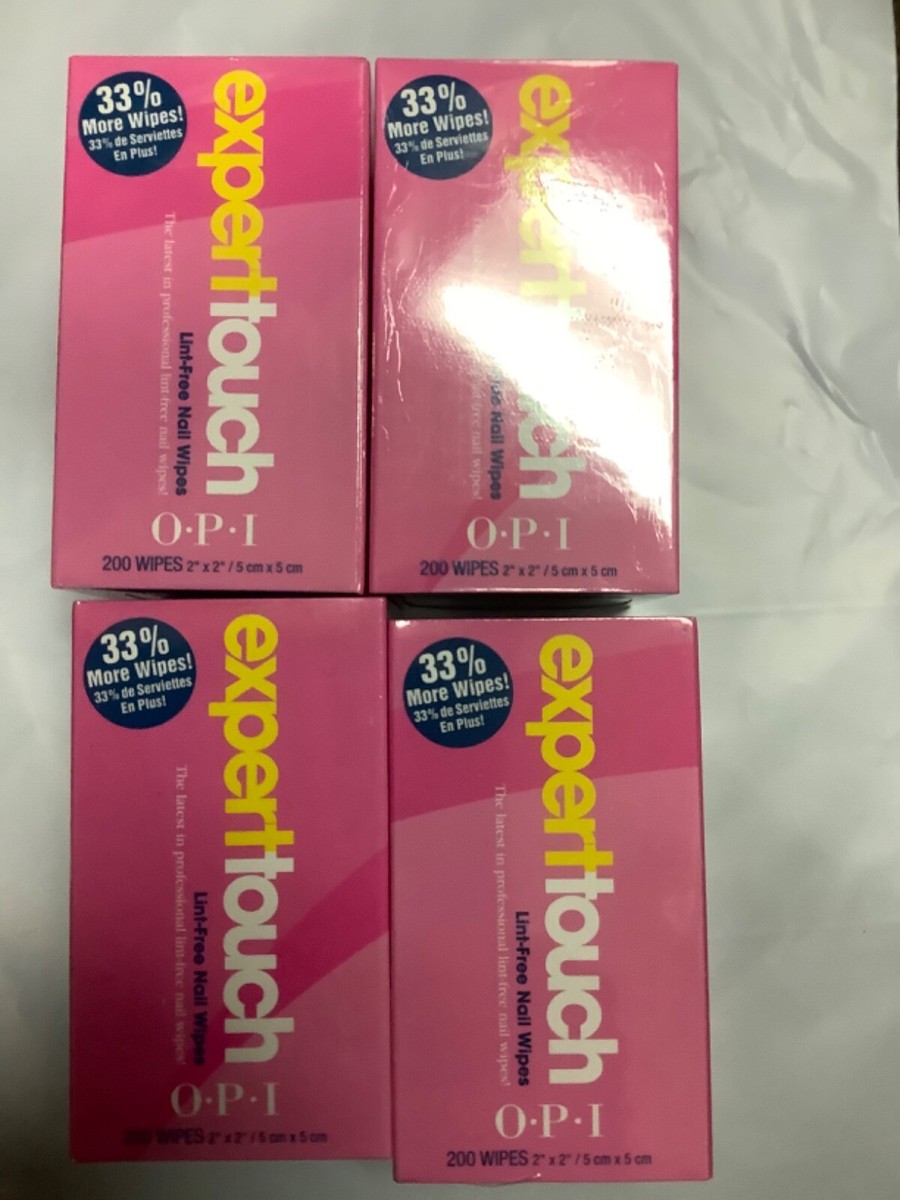 33%
More Wipes!
33% de Serviettes
En Plus!
experttouch
Lint-Free Nail Wipes
The latest in professional lint-free nail wipes!
O·P·I
200 WIPES 2" x 2" / 5 cm x 5 cm
33%
More Wipes!
33% de Serviettes
En Plus!
Nail Wipes
nail wipes!
O·P·I
200 WIPES 2" x 2" / 5 cm x 5 cm
33%
More Wipes!
33% de Serviettes
En Plus!
experttouch
Lint-Free Nail Wipes
The latest in professional lint-free nail wipes!
O·P·I
WIPES 2" x 2" / 5 cm x 5 cm
33%
More Wipes!
33% de Serviettes
En Plus!
experttouch
Lint-Free Nail Wipes
The latest in professional lint-free nail wipes!
O·P·I
200 WIPES 2" x 2" / 5 cm x 5 cm